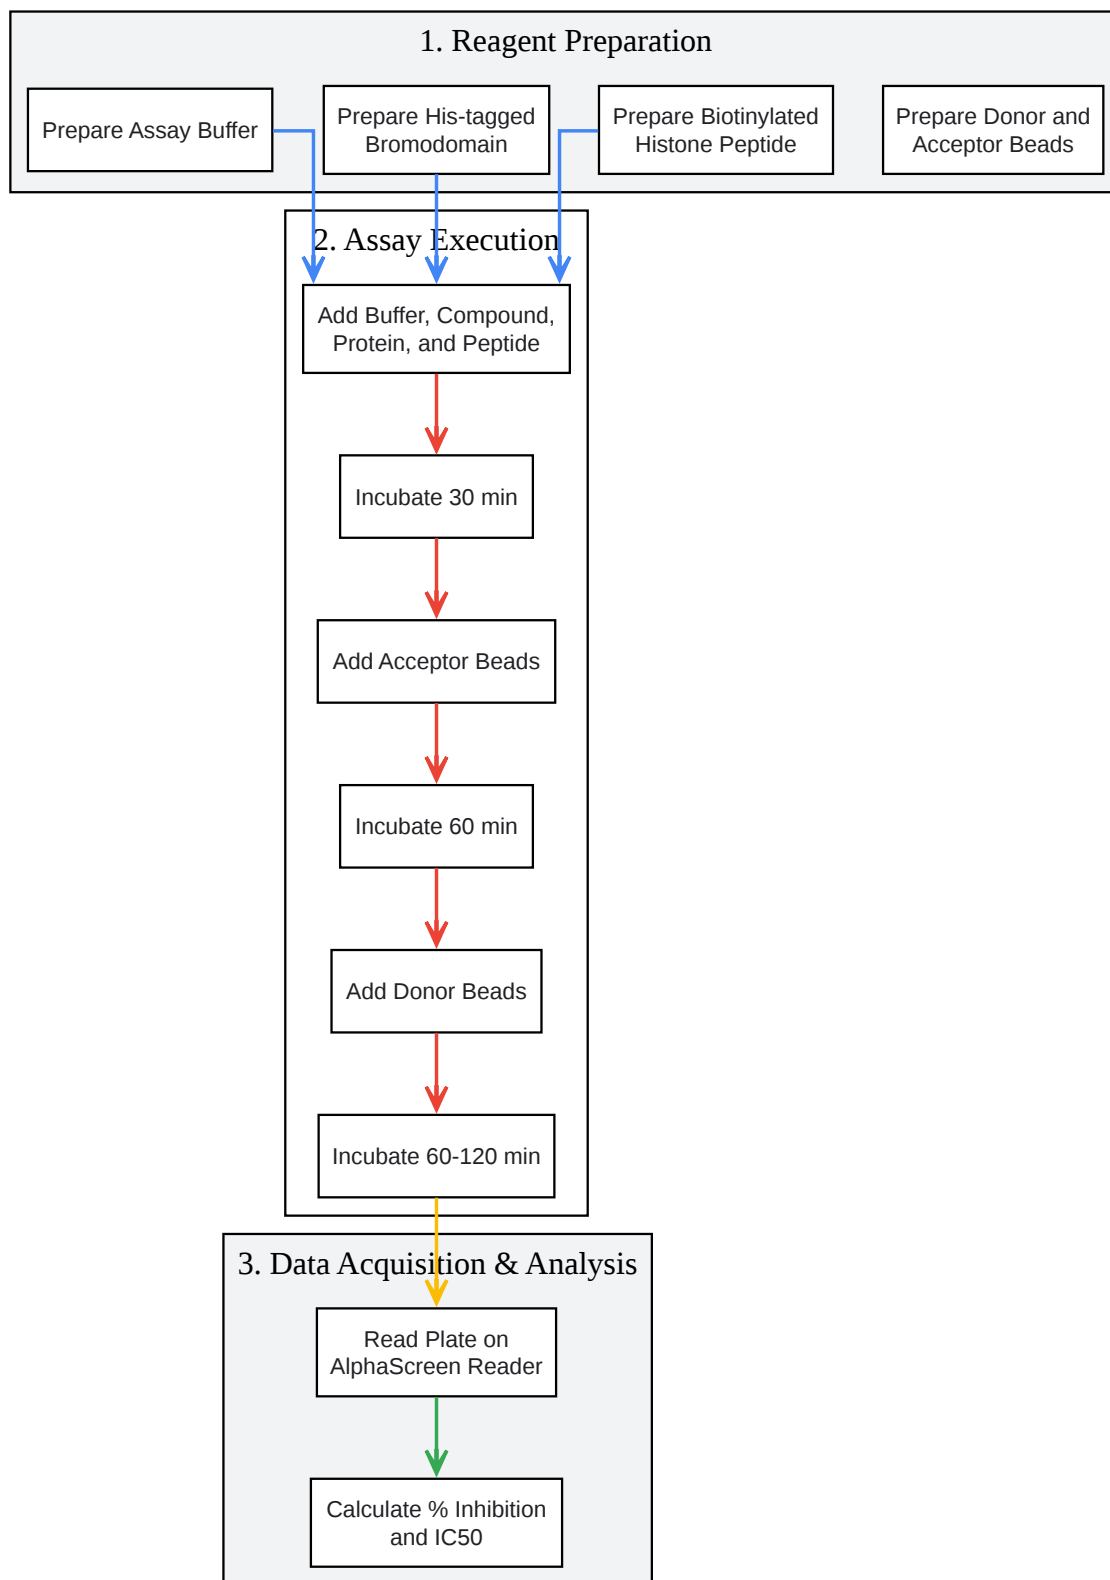 1. Reagent Preparation
Prepare Assay Buffer
Prepare His-tagged
Bromodomain
Prepare Biotinylated
Histone Peptide
Prepare Donor and
Acceptor Beads
2. Assay Execution
Add Buffer, Compound,
Protein, and Peptide
Incubate 30 min
Add Acceptor Beads
Incubate 60 min
Add Donor Beads
Incubate 60-120 min
3. Data Acquisition & Analysis
Read Plate on
AlphaScreen Reader
Calculate % Inhibition
and IC50